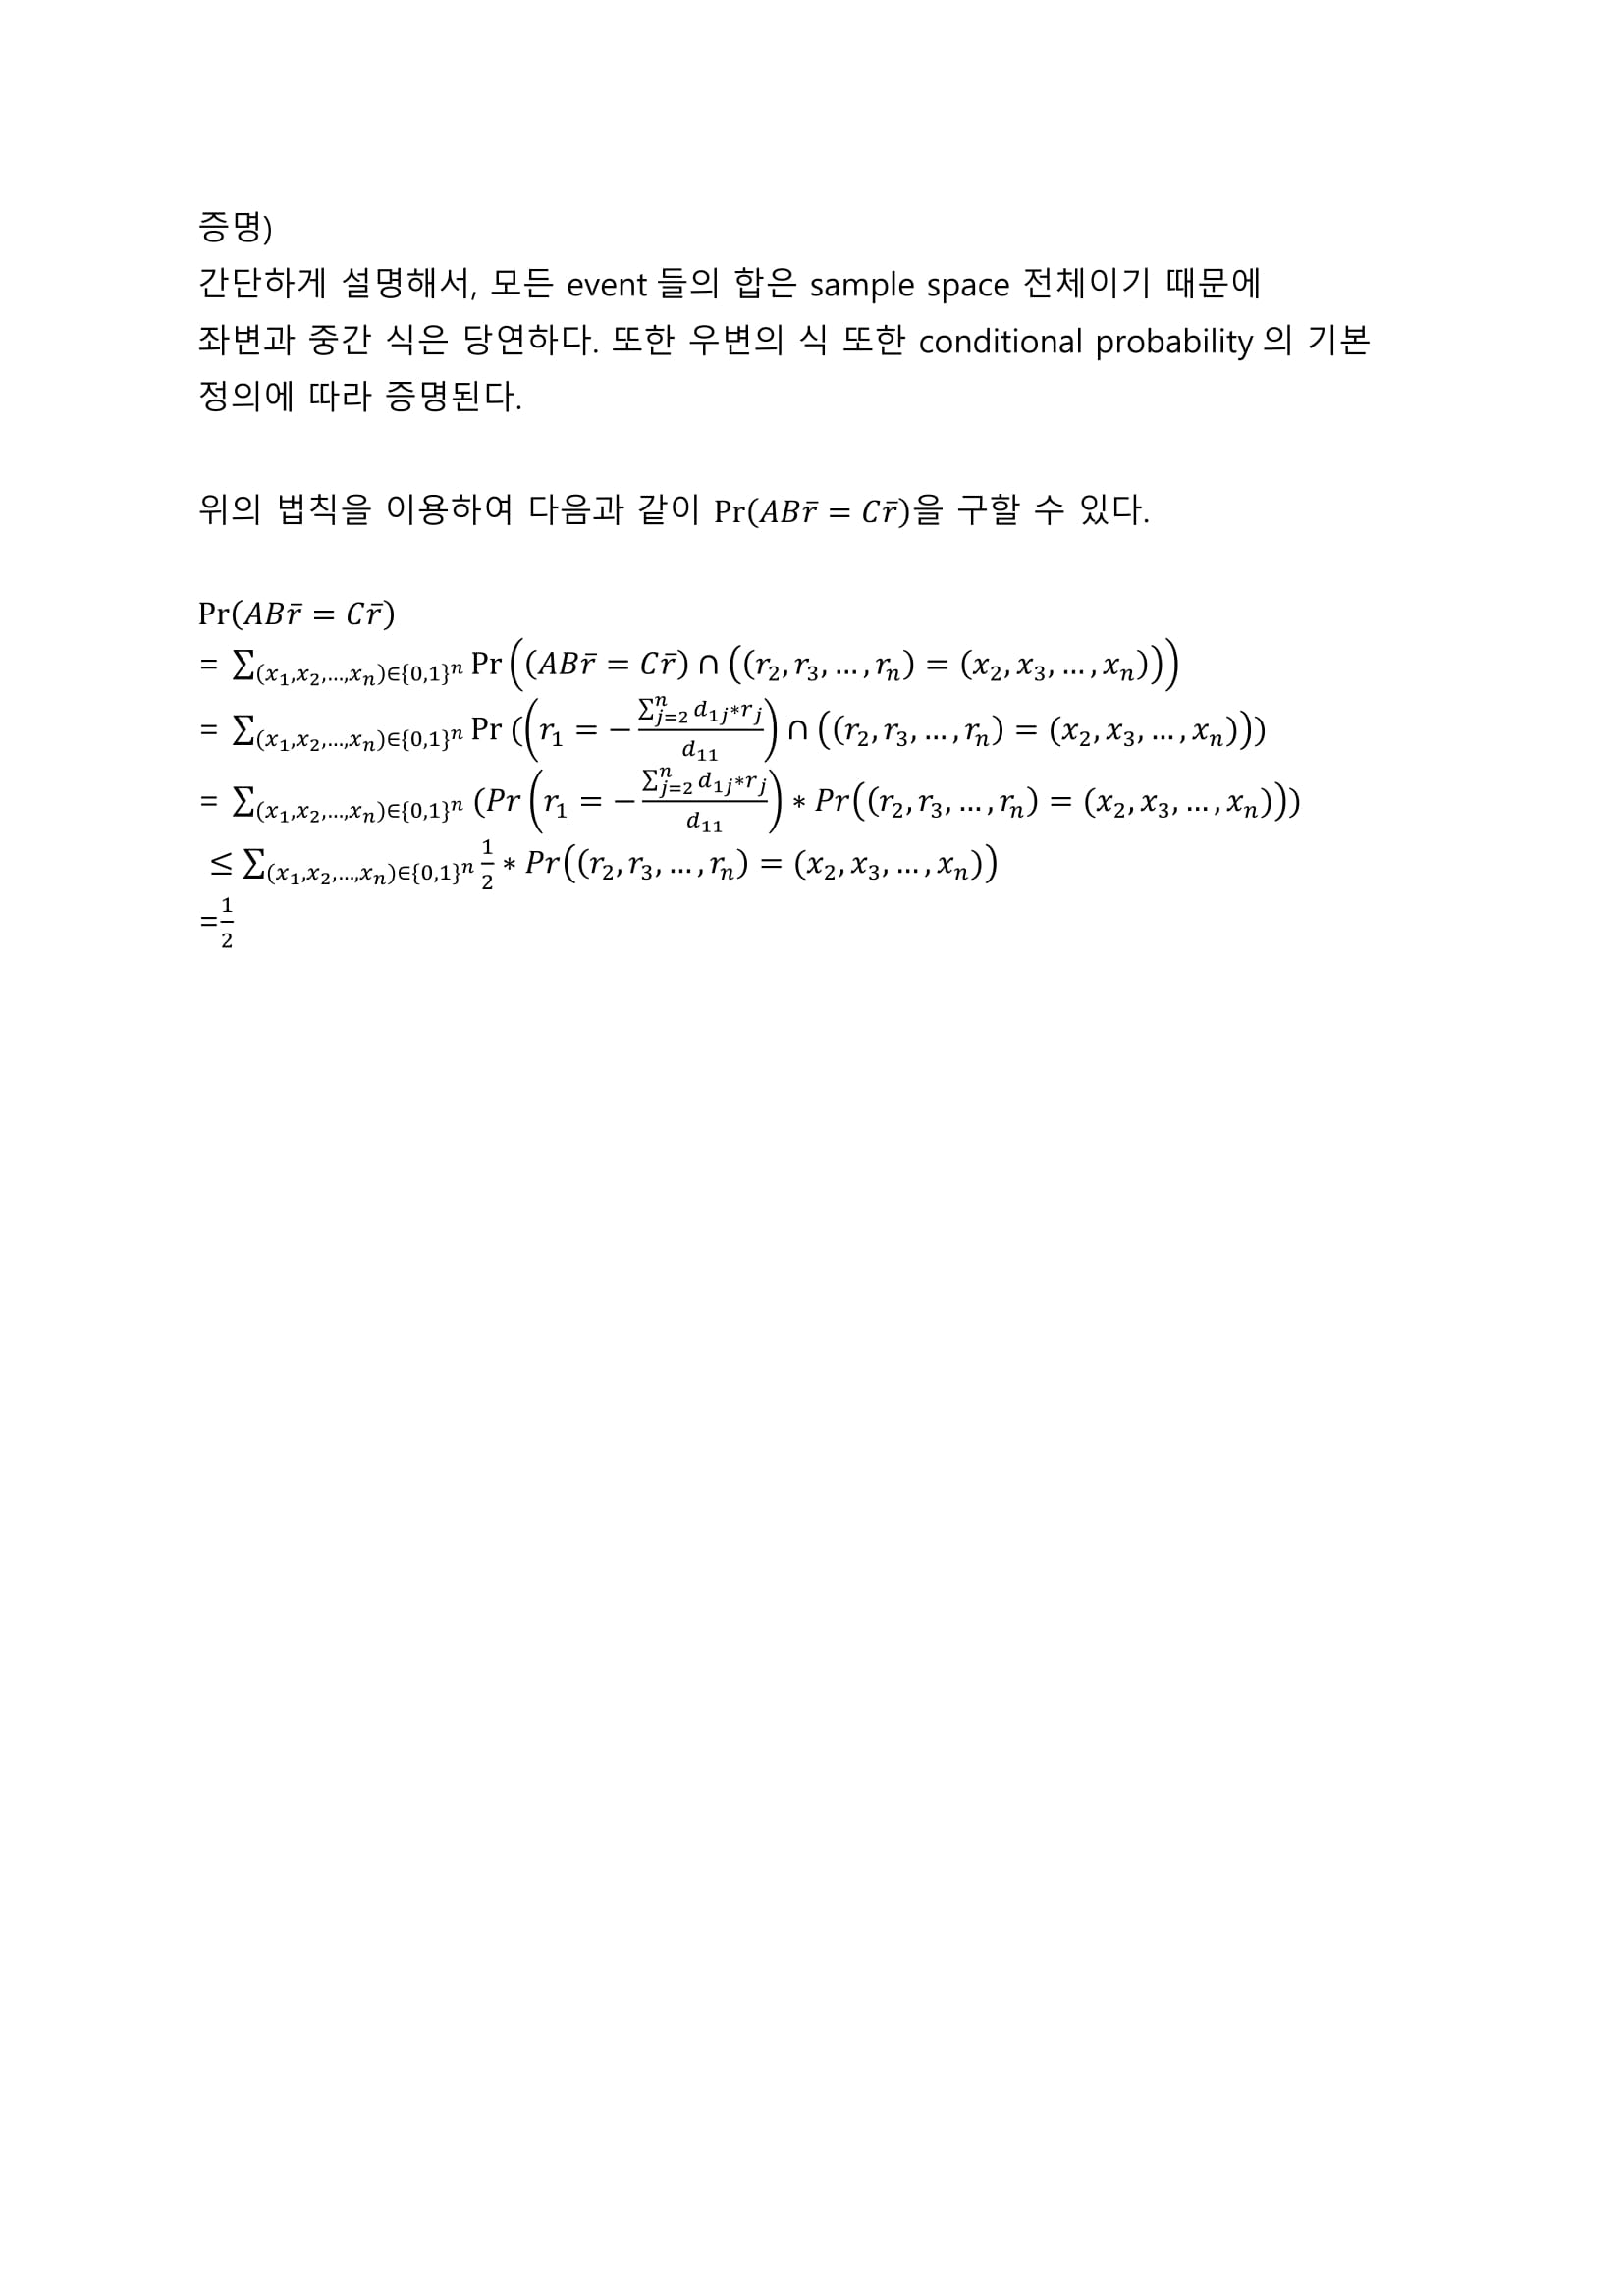 증명)
간단하게 설명해서, 모든 event 들의 합은 sample space 전체이기 때문에
좌변과 중간 식은 당연하다. 또한 우변의 식 또한 conditional probability 의 기본
정의에 따라 증명된다.
위의 법칙을 이용하여 다음과 같이 $\Pr(AB\bar{r} = C\bar{r})$을 구할 수 있다.
$\Pr(AB\bar{r} = C\bar{r})$
$= \sum_{(x_1,x_2,\ldots,x_n)\in\{0,1\}^n} \Pr\left((AB\bar{r} = C\bar{r}) \cap \left((r_2,r_3,\ldots,r_n) = (x_2,x_3,\ldots,x_n)\right)\right)$
$= \sum_{(x_1,x_2,\ldots,x_n)\in\{0,1\}^n} \Pr(\left(r_1 = -\frac{\sum_{j=2}^{n} d_{1j}*r_j}{d_{11}}\right) \cap \left((r_2,r_3,\ldots,r_n) = (x_2,x_3,\ldots,x_n)\right))$
$= \sum_{(x_1,x_2,\ldots,x_n)\in\{0,1\}^n} (Pr\left(r_1 = -\frac{\sum_{j=2}^{n} d_{1j}*r_j}{d_{11}}\right) * Pr\left((r_2,r_3,\ldots,r_n) = (x_2,x_3,\ldots,x_n)\right))$
$\leq \sum_{(x_1,x_2,\ldots,x_n)\in\{0,1\}^n} \frac{1}{2} * Pr\left((r_2,r_3,\ldots,r_n) = (x_2,x_3,\ldots,x_n)\right)$
$= \frac{1}{2}$